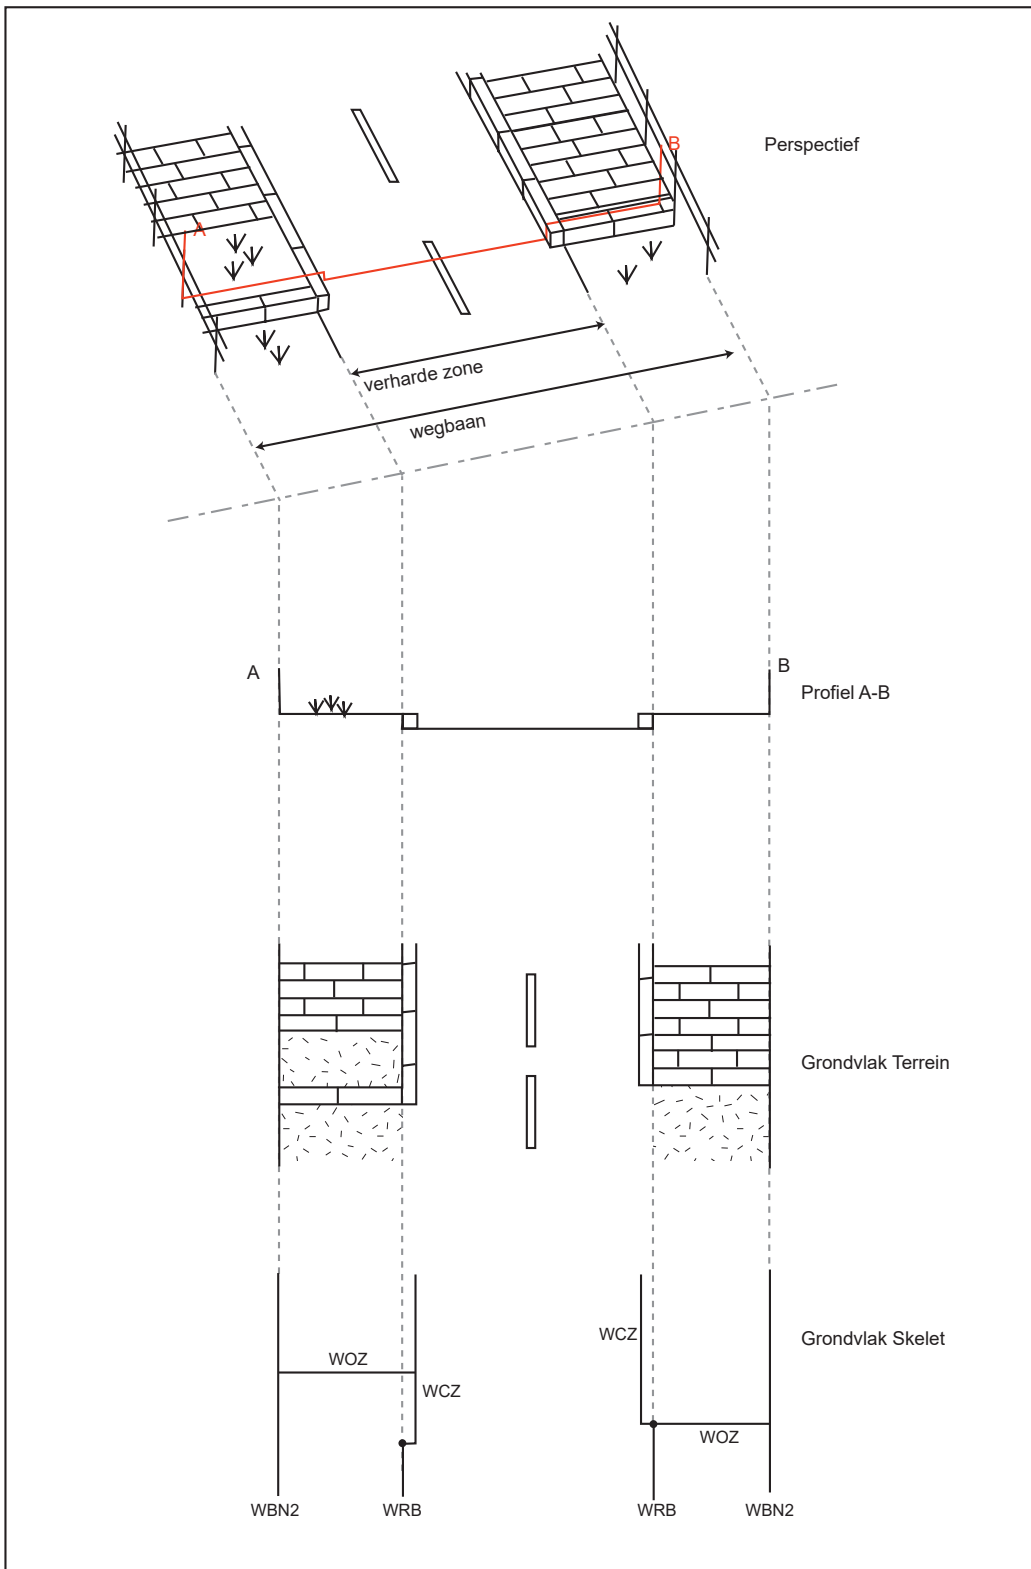 Perspectief
B
A
verharde zone
wegbaan
A
B
Profiel A-B
Grondvlak Terrein
WCZ
Grondvlak Skelet
WOZ
WCZ
WOZ
WBN2
WRB
WRB
WBN2